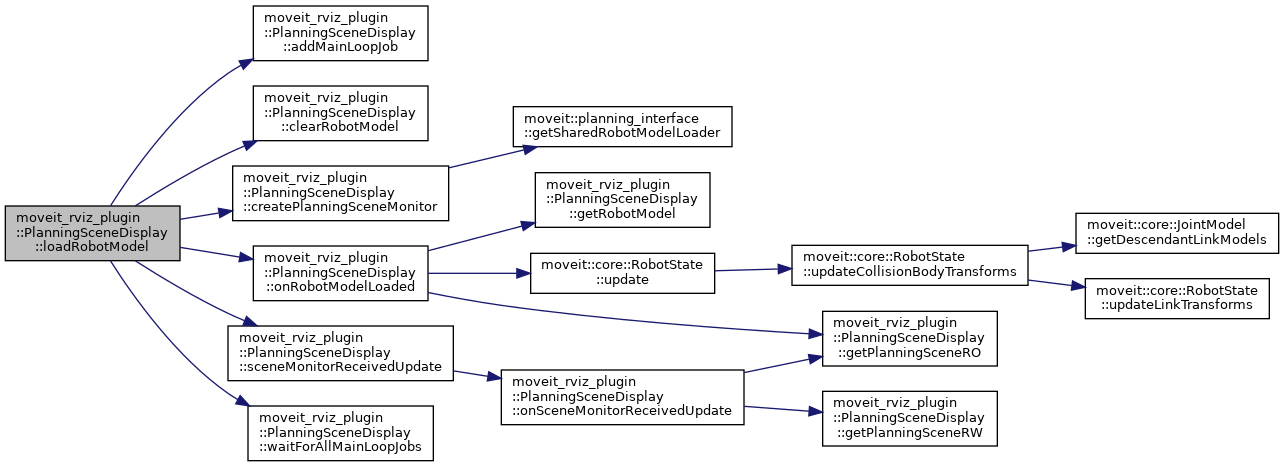 moveit_rviz_plugin
::PlanningSceneDisplay
::loadRobotModel
moveit_rviz_plugin
::PlanningSceneDisplay
::addMainLoopJob
moveit_rviz_plugin
::PlanningSceneDisplay
::clearRobotModel
moveit_rviz_plugin
::PlanningSceneDisplay
::createPlanningSceneMonitor
moveit::planning_interface
::getSharedRobotModelLoader
moveit_rviz_plugin
::PlanningSceneDisplay
::onRobotModelLoaded
moveit_rviz_plugin
::PlanningSceneDisplay
::getRobotModel
moveit::core::RobotState
::update
moveit::core::RobotState
::updateCollisionBodyTransforms
moveit::core::JointModel
::getDescendantLinkModels
moveit::core::RobotState
::updateLinkTransforms
moveit_rviz_plugin
::PlanningSceneDisplay
::getPlanningSceneRO
moveit_rviz_plugin
::PlanningSceneDisplay
::sceneMonitorReceivedUpdate
moveit_rviz_plugin
::PlanningSceneDisplay
::onSceneMonitorReceivedUpdate
moveit_rviz_plugin
::PlanningSceneDisplay
::getPlanningSceneRW
moveit_rviz_plugin
::PlanningSceneDisplay
::waitForAllMainLoopJobs